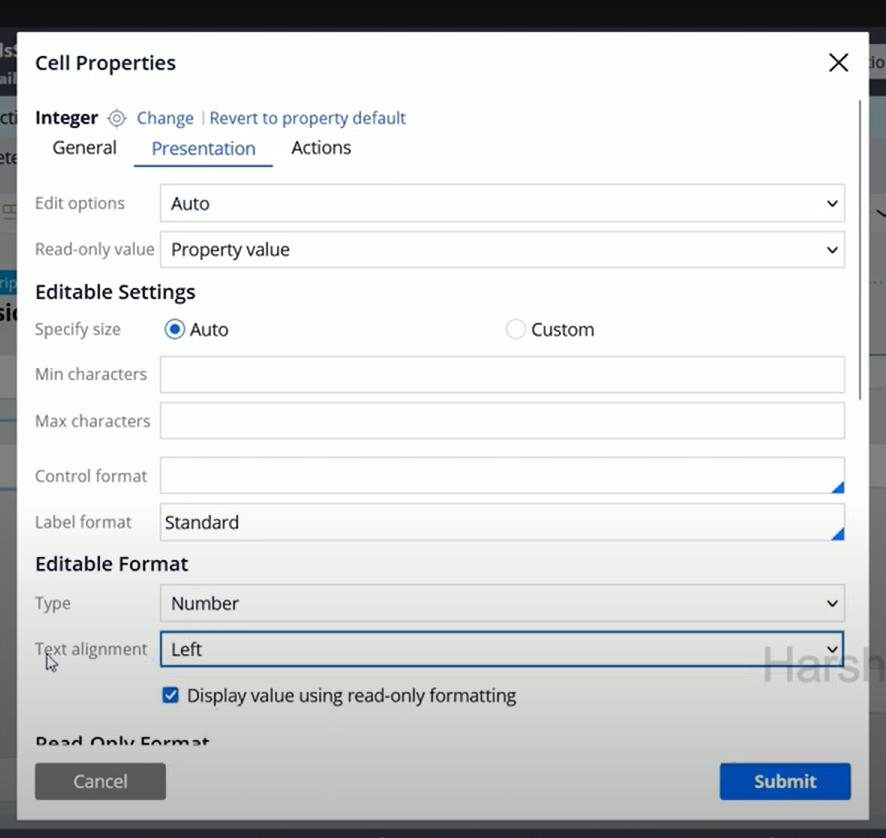 Cell Properties
Integer Change | Revert to property default
General Presentation Actions
Edit options Auto
Read-only value Property value
Editable Settings
Specify size Auto Custom
Min characters
Max characters
Control format
Label format Standard
Editable Format
Type Number
Text alignment Left
Harsh
Display value using read-only formatting
Read-Only Format
Cancel Submit